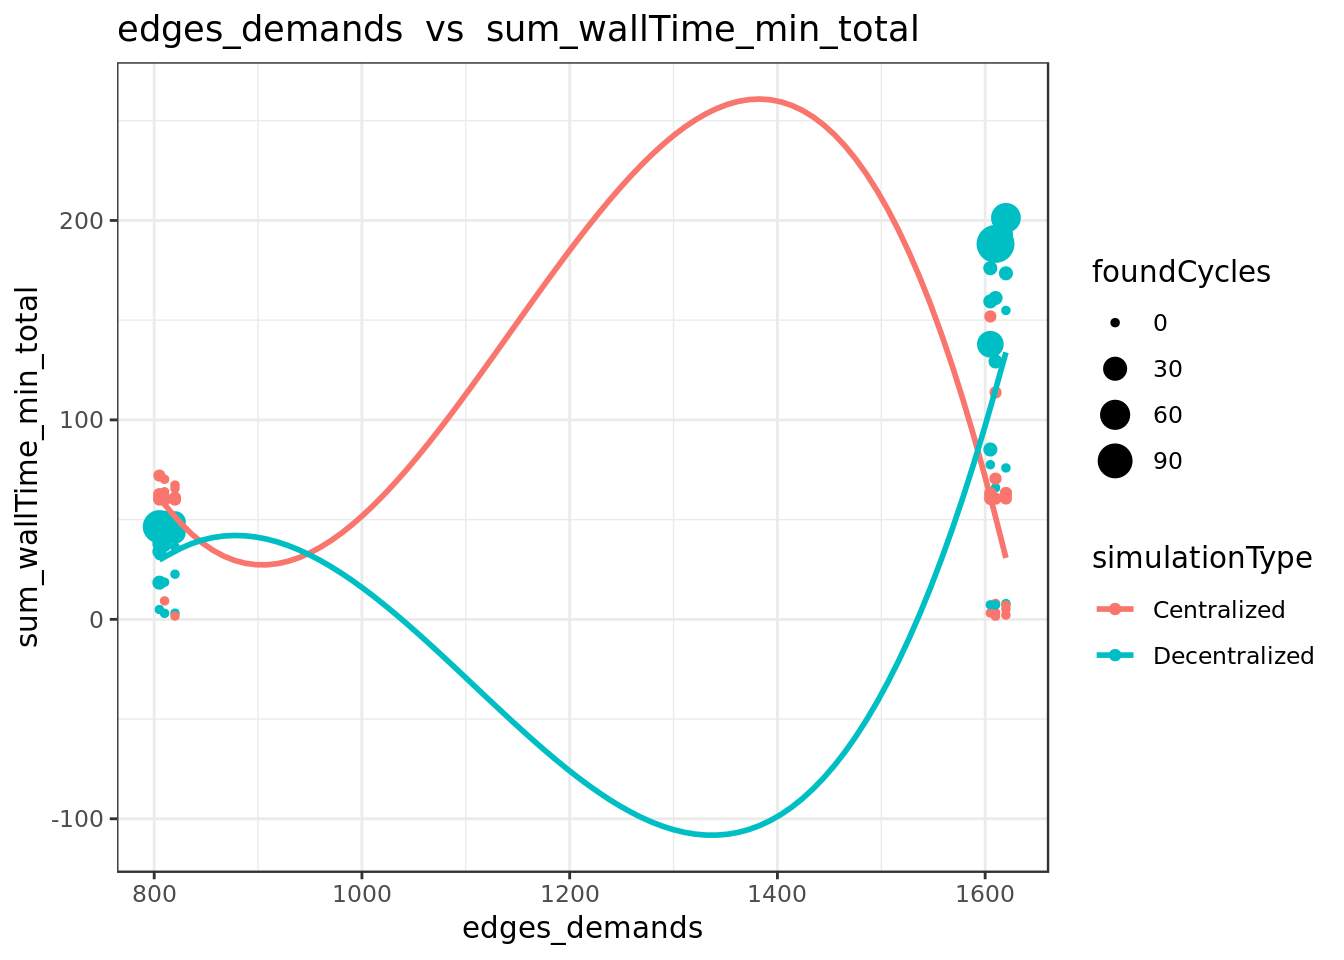 edges_demands vs sum_wallTime_min_total
sum_wallTime_min_total
200
100
0
-100
800
1000
1200
1400
1600
edges_demands
foundCycles
0
30
60
90
simulationType
Centralized
Decentralized